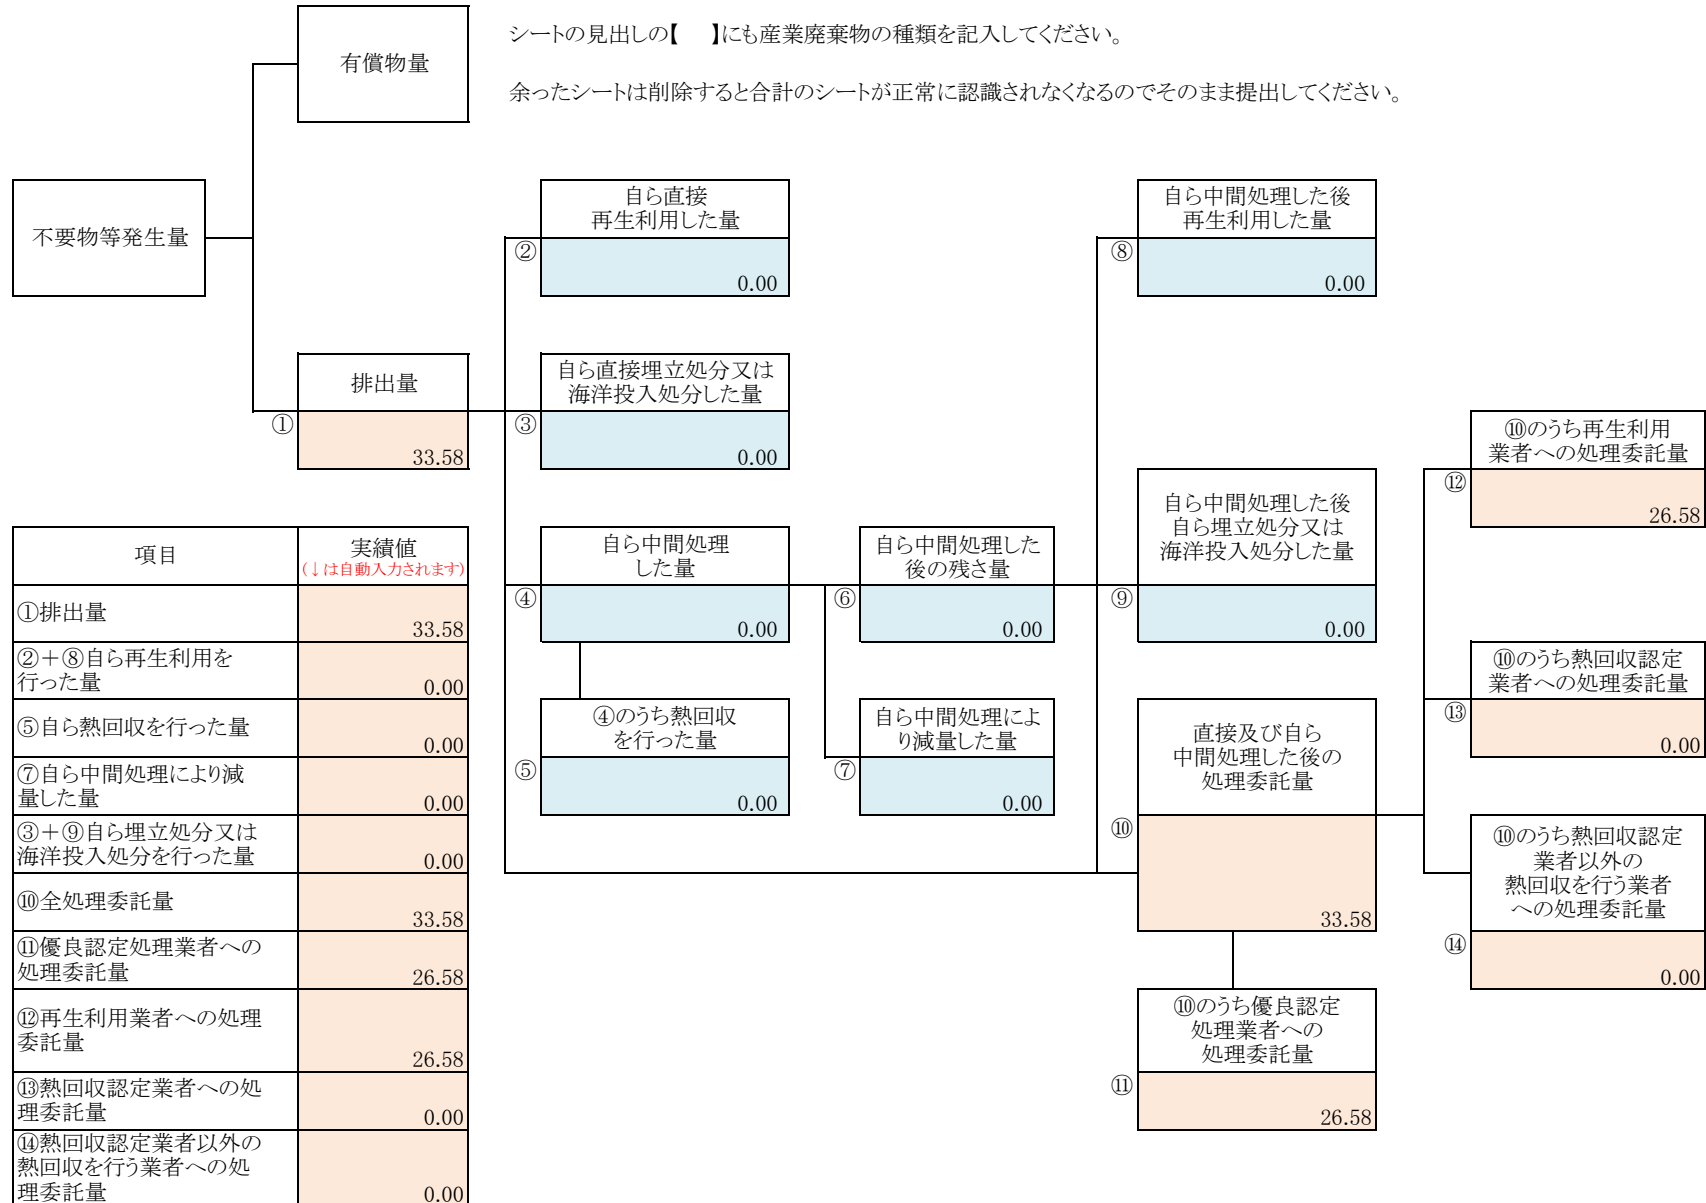 シートの見出しの【　】にも産業廃棄物の種類を記入してください。
余ったシートは削除すると合計のシートが正常に認識されなくなるのでそのまま提出してください。
有償物量
不要物等発生量
排出量
①
33.58
自ら直接
再生利用した量
②
0.00
自ら直接埋立処分又は
海洋投入処分した量
③
0.00
自ら中間処理
した量
④
0.00
④のうち熱回収
を行った量
⑤
0.00
自ら中間処理した
後の残さ量
⑥
0.00
自ら中間処理によ
り減量した量
⑦
0.00
自ら中間処理した後
再生利用した量
⑧
0.00
自ら中間処理した後
自ら埋立処分又は
海洋投入処分した量
⑨
0.00
直接及び自ら
中間処理した後の
処理委託量
⑩
33.58
⑩のうち優良認定
処理業者への
処理委託量
⑪
26.58
⑩のうち再生利用
業者への処理委託量
⑫
26.58
⑩のうち熱回収認定
業者への処理委託量
⑬
0.00
⑩のうち熱回収認定
業者以外の
熱回収を行う業者
への処理委託量
⑭
0.00
項目
実績値
(↓は自動入力されます)
①排出量
33.58
②＋⑧自ら再生利用を
行った量
0.00
⑤自ら熱回収を行った量
0.00
⑦自ら中間処理により減
量した量
0.00
③＋⑨自ら埋立処分又は
海洋投入処分を行った量
0.00
⑩全処理委託量
33.58
⑪優良認定処理業者への
処理委託量
26.58
⑫再生利用業者への処理
委託量
26.58
⑬熱回収認定業者への処
理委託量
0.00
⑭熱回収認定業者以外の
熱回収を行う業者への処
理委託量
0.00